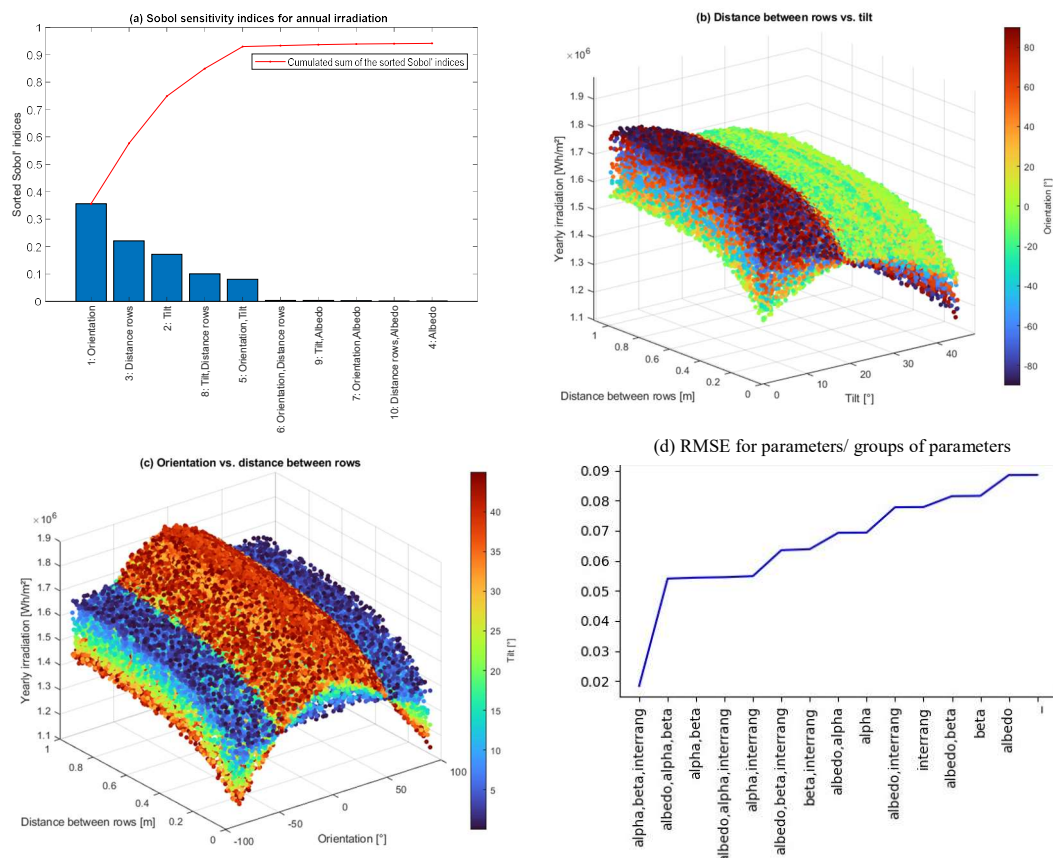 (a) Sobol sensitivity indices for annual irradiation
Sorted Sobol' indices
1
0.9
0.8
0.7
0.6
0.5
0.4
0.3
0.2
0.1
0
Cumulated sum of the sorted Sobol' indices
1: Orientation
3: Distance rows
2: Tilt
8: Tilt,Distance rows
5: Orientation,Tilt
6: Orientation,Distance rows
9: Tilt,Albedo
7: Orientation,Albedo
10: Distance rows,Albedo
4: Albedo
(b) Distance between rows vs. tilt
×10⁶
Yearly irradiation [Wh/m²]
1.9
1.8
1.7
1.6
1.5
1.4
1.3
1.2
1.1
1
0.8
0.6
0.4
0.2
0
Distance between rows [m]
0
10
20
30
40
Tilt [°]
80
60
40
20
0
-20
-40
-60
-80
Orientation [°]
(c) Orientation vs. distance between rows
×10⁶
Yearly irradiation [Wh/m²]
1.9
1.8
1.7
1.6
1.5
1.4
1.3
1.2
1.1
1
0.8
0.6
0.4
0.2
0
Distance between rows [m]
-100
-50
0
50
100
Orientation [°]
40
35
30
25
20
15
10
5
Tilt [°]
(d) RMSE for parameters/ groups of parameters
0.09
0.08
0.07
0.06
0.05
0.04
0.03
0.02
alpha,beta,interrang
albedo,alpha,beta
alpha,beta
albedo,alpha,interrang
alpha,interrang
albedo,beta,interrang
beta,interrang
albedo,alpha
alpha
albedo,interrang
interrang
albedo,beta
beta
albedo
–